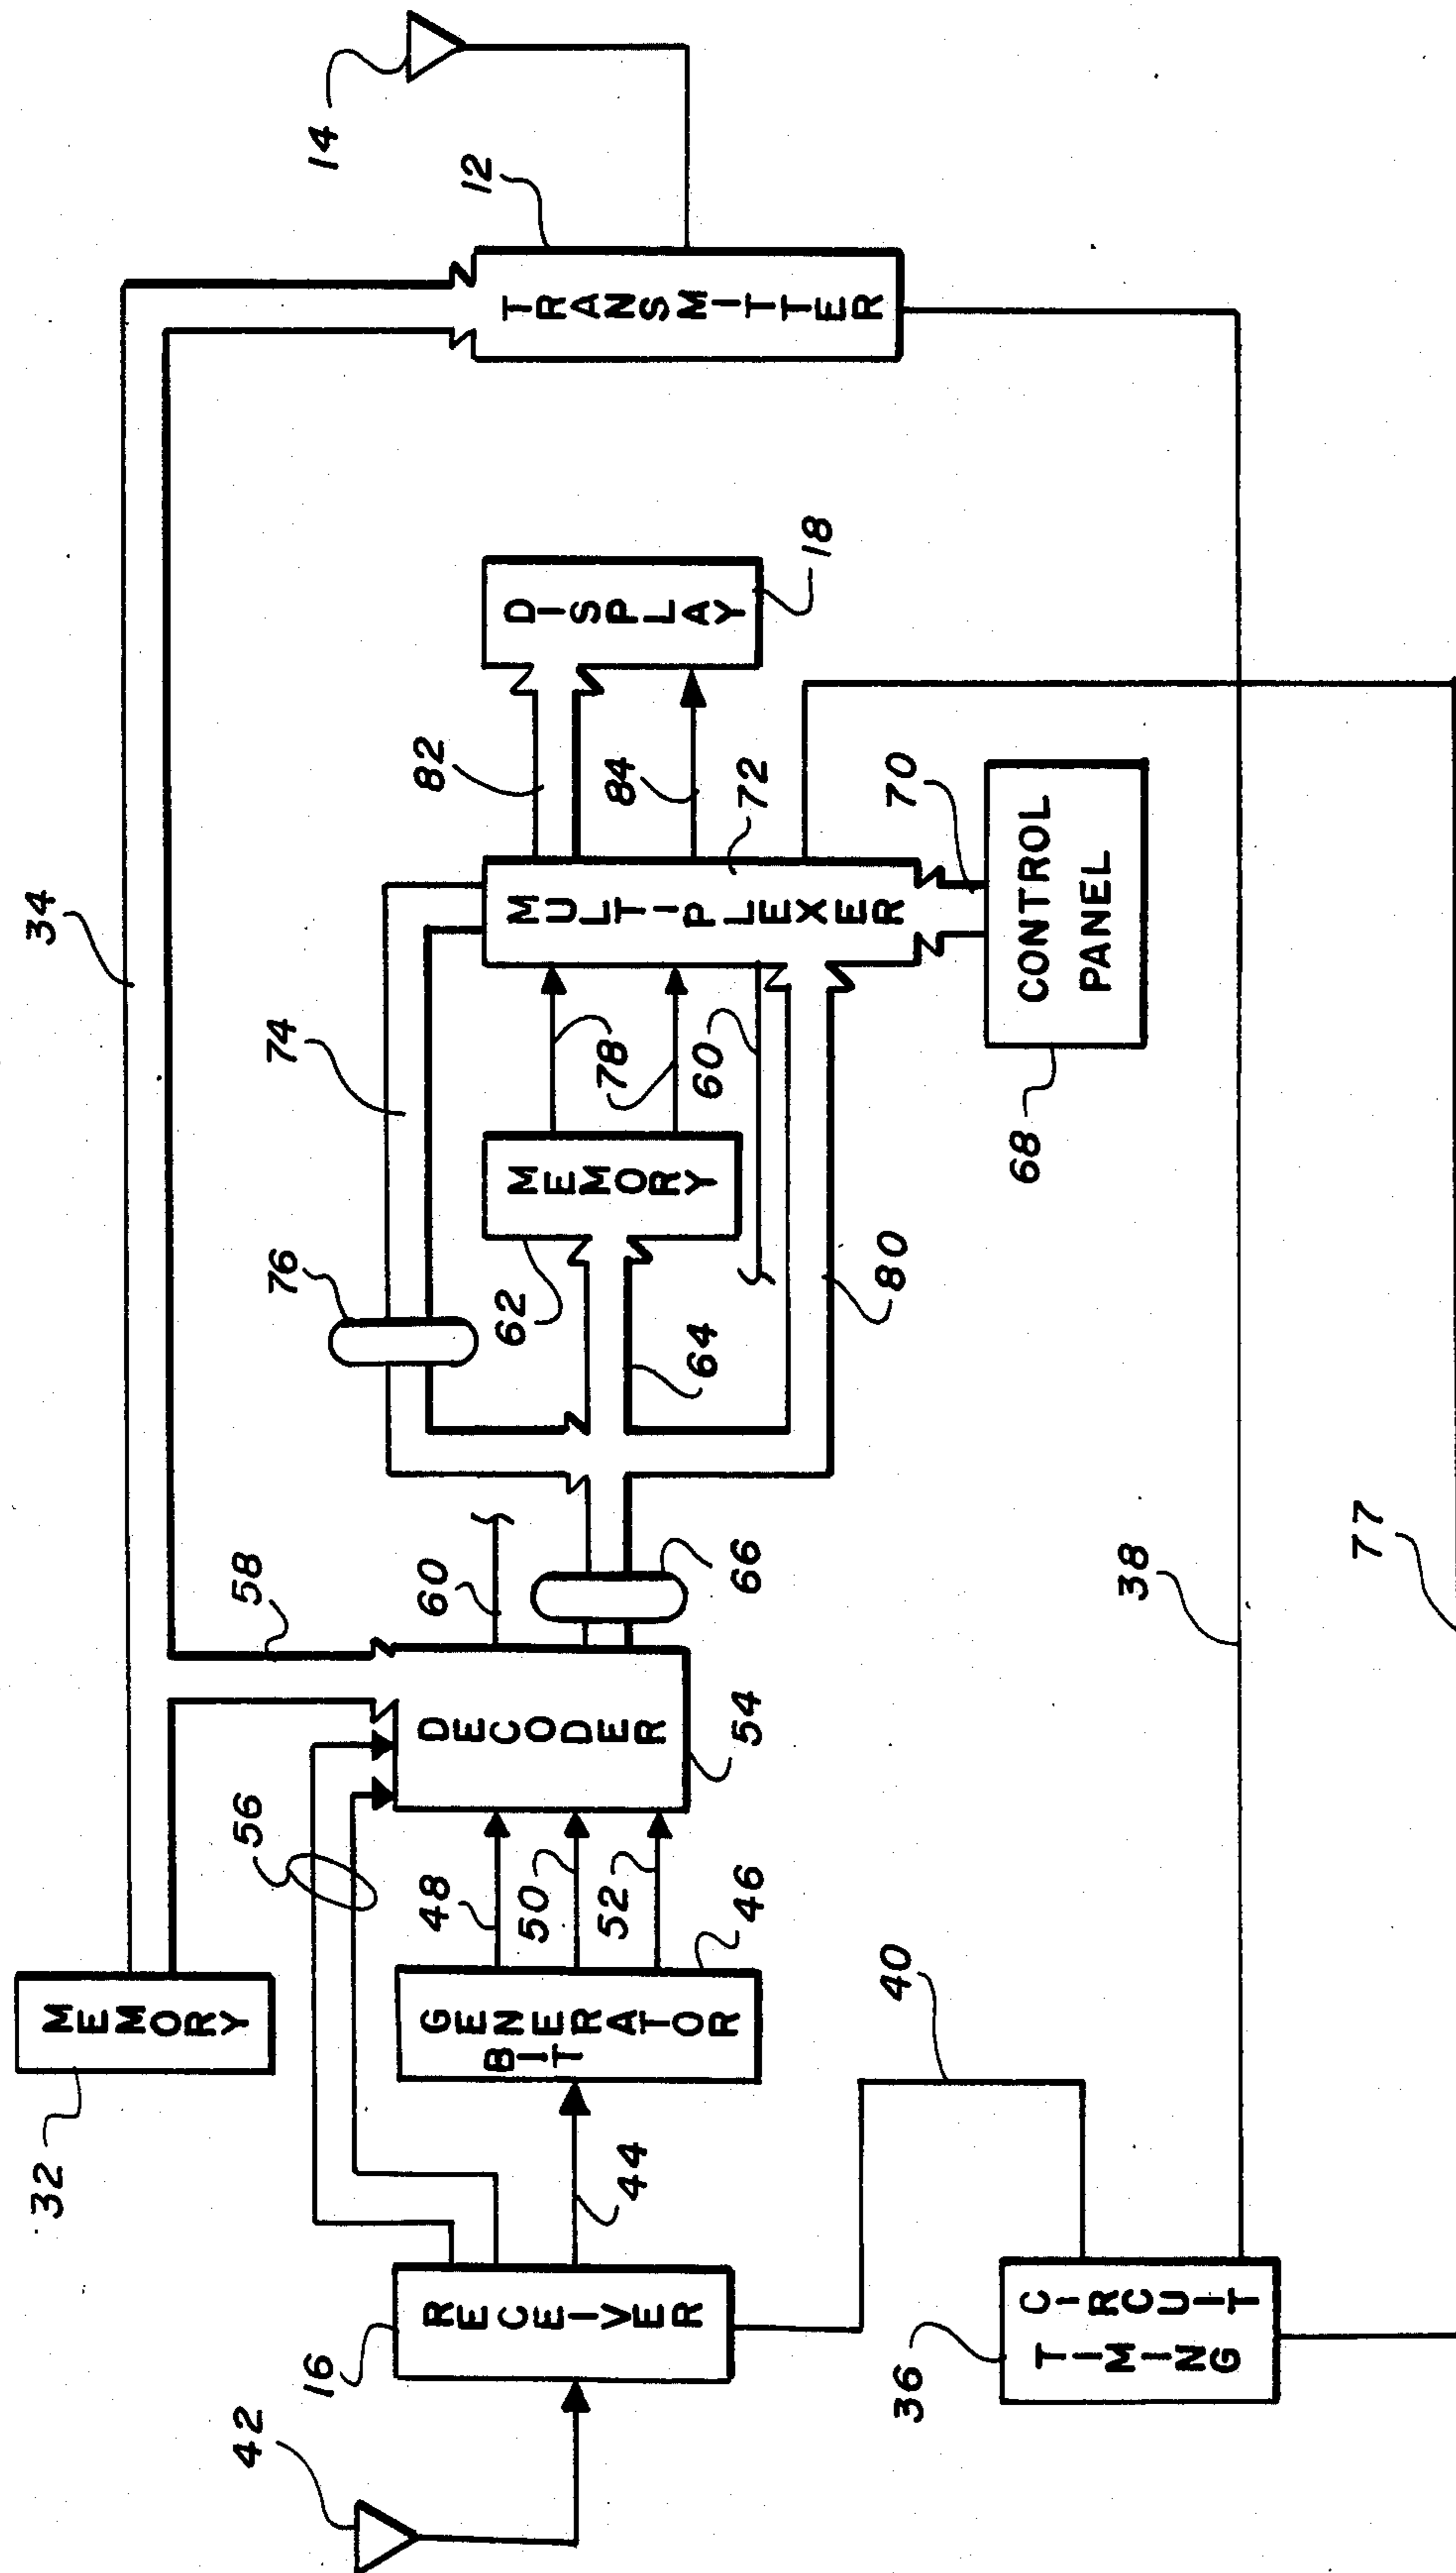 14
12
TRANSMITTER
34
DISPLAY
18
82
84
72
70
MULTIPLEXER
CONTROL
PANEL
74
78
60
68
MEMORY
76
62
64
80
58
60
66
38
77
DECODER
54
56
48
50
52
46
MEMORY
32
BIT
GENERATOR
40
44
RECEIVER
16
42
TIMING
CIRCUIT
36